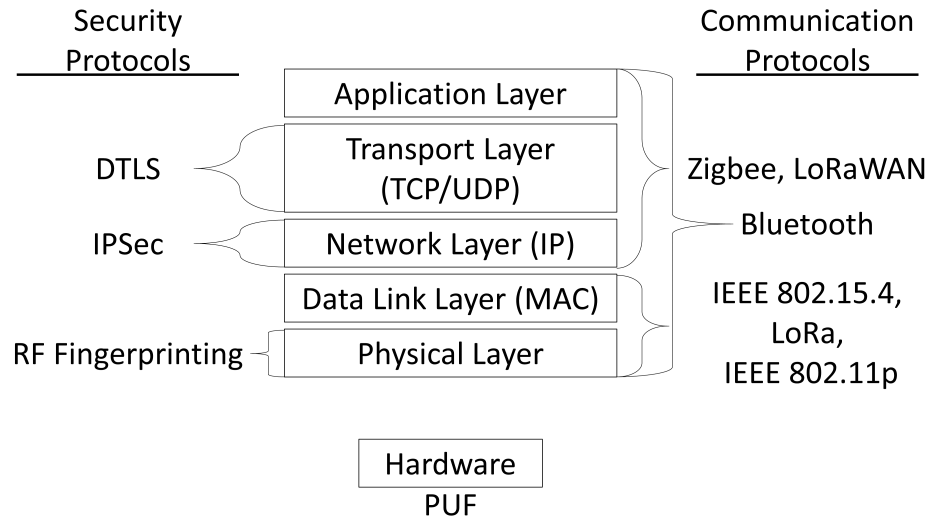 Security
Protocols
Communication
Protocols
Application Layer
Transport Layer
(TCP/UDP)
DTLS
Zigbee, LoRaWAN
Bluetooth
IPSec
Network Layer (IP)
Data Link Layer (MAC)
IEEE 802.15.4,
LoRa,
IEEE 802.11p
RF Fingerprinting
Physical Layer
Hardware
PUF